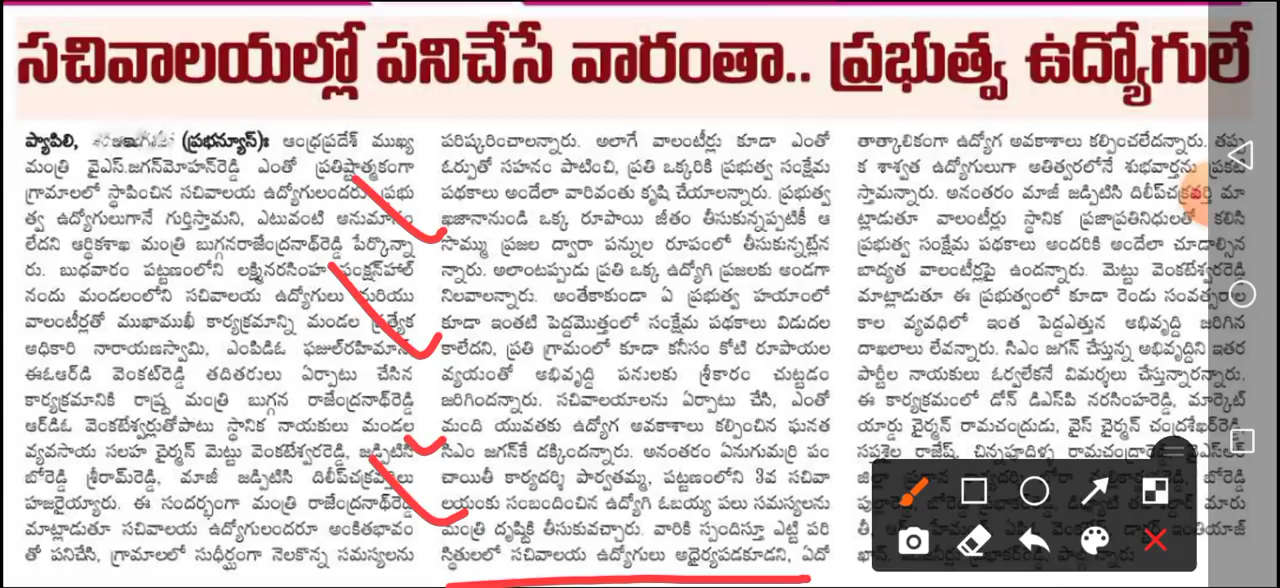 సచివాలయల్లో పనిచేసే వారంతా.. ప్రభుత్వ ఉద్యోగులే
ప్యాపిలి, (ప్రభన్యూస్): ఆంధ్రప్రదేశ్ ముఖ్య
మంత్రి వైఎస్.జగన్‌మోహన్‌రెడ్డి ఎంతో ప్రతిష్టాత్మకంగా
గ్రామాలలో స్థాపించిన సచివాలయ ఉద్యోగులందరు ప్రభు
త్వ ఉద్యోగులుగానే గుర్తిస్తామని, ఎటువంటి అనుమానం
లేదని ఆర్థికశాఖ మంత్రి బుగ్గనరాజేంద్రనాథ్‌రెడ్డి పేర్కొన్నా
రు. బుధవారం పట్టణంలోని లక్ష్మినరసింహ ఫంక్షన్‌హాల్
నందు మండలంలోని సచివాలయ ఉద్యోగులు మరియు
వాలంటీర్లతో ముఖాముఖీ కార్యక్రమాన్ని మండల ప్రత్యేక
అధికారి నారాయణస్వామి, ఎంపిడిఓ ఫజుల్‌రహిమాన్
ఈఓఆర్‌డి వెంకట్‌రెడ్డి తదితరులు ఏర్పాటు చేసిన
కార్యక్రమానికి రాష్ట్ర మంత్రి బుగ్గన రాజేంద్రనాథ్‌రెడ్డి
ఆర్‌డిఓ వెంకటేశ్వర్లుతోపాటు స్థానిక నాయకులు మండల
వ్యవసాయ సలహ చైర్మన్ మెట్టు వెంకటేశ్వరరెడ్డి, జడ్పిటిసి
బోరెడ్డి శ్రీరామ్‌రెడ్డి, మాజీ జడ్పిటిసి దిలీప్‌చక్రవర్తిలు
హజరైయ్యారు. ఈ సందర్భంగా మంత్రి రాజేంద్రనాథ్‌రెడ్డి
మాట్లాడుతూ సచివాలయ ఉద్యోగులందరూ అంకితభావం
తో పనిచేసి, గ్రామాలలో సుధీర్ఘంగా నెలకొన్న సమస్యలను
పరిష్కరించాలన్నారు. అలాగే వాలంటీర్లు కూడా ఎంతో
ఓర్పుతో సహనం పాటించి, ప్రతి ఒక్కరికి ప్రభుత్వ సంక్షేమ
పథకాలు అందేలా వారివంతు కృషి చేయాలన్నారు. ప్రభుత్వ
ఖజానానుండి ఒక్క రూపాయి జీతం తీసుకున్నప్పటికీ ఆ
సొమ్ము ప్రజల ద్వారా పన్నుల రూపంలో తీసుకున్నట్లేన
న్నారు. అలాంటప్పుడు ప్రతి ఒక్క ఉద్యోగి ప్రజలకు అండగా
నిలవాలన్నారు. అంతేకాకుండా ఏ ప్రభుత్వ హయాంలో
కూడా ఇంతటి పెద్దమొత్తంలో సంక్షేమ పథకాలు విడుదల
కాలేదని, ప్రతి గ్రామంలో కూడా కనీసం కోటి రూపాయల
వ్యయంతో అభివృద్ధి పనులకు శ్రీకారం చుట్టడం
జరిగిందన్నారు. సచివాలయాలను ఏర్పాటు చేసి, ఎంతో
మంది యువతకు ఉద్యోగ అవకాశాలు కల్పించిన ఘనత
సిఎం జగన్‌కే దక్కిందన్నారు. అనంతరం ఏనుగుమర్రి పం
చాయితీ కార్యదర్శి పార్వతమ్మ, పట్టణంలోని 3వ సచివా
లయంకు సంబందించిన ఉద్యోగి ఓబయ్య పలు సమస్యలను
మంత్రి దృష్టికి తీసుకువచ్చారు. వారికి స్పందిస్తూ ఎట్టి పరి
స్థితులలో సచివాలయ ఉద్యోగులు అధైర్యపడకూడని, ఏదో
తాత్కాలికంగా ఉద్యోగ అవకాశాలు కల్పించలేదన్నారు. తప్ప
క శాశ్వత ఉద్యోగులుగా అతిత్వరలోనే శుభవార్తను ప్రకటి
స్తామన్నారు. అనంతరం మాజీ జడ్పిటిసి దిలీప్‌చక్రవర్తి మా
ట్లాడుతూ వాలంటీర్లు స్థానిక ప్రజాప్రతినిధులతో కలిసి
ప్రభుత్వ సంక్షేమ పథకాలు అందరికి అందేలా చూడాల్సిన
బాద్యత వాలంటీర్లపై ఉందన్నారు. మెట్టు వెంకటేశ్వరరెడ్డి
మాట్లాడుతూ ఈ ప్రభుత్వంలో కూడా రెండు సంవత్సరాల
కాల వ్యవధిలో ఇంత పెద్దఎత్తున అభివృద్ధి జరిగిన
దాఖలాలు లేవన్నారు. సిఎం జగన్ చేస్తున్న అభివృద్దిని ఇతర
పార్టీల నాయకులు ఓర్వలేకనే విమర్శలు చేస్తున్నారన్నారు.
ఈ కార్యక్రమంలో డోన్ డిఎస్‌పి నరసింహరెడ్డి, మార్కెట్
యార్డు చైర్మన్ రామచంద్రుడు, వైస్ చైర్మన్ చంద్రశేఖర్‌రెడ్డి,
రాజేష్,
బోరెడ్డి